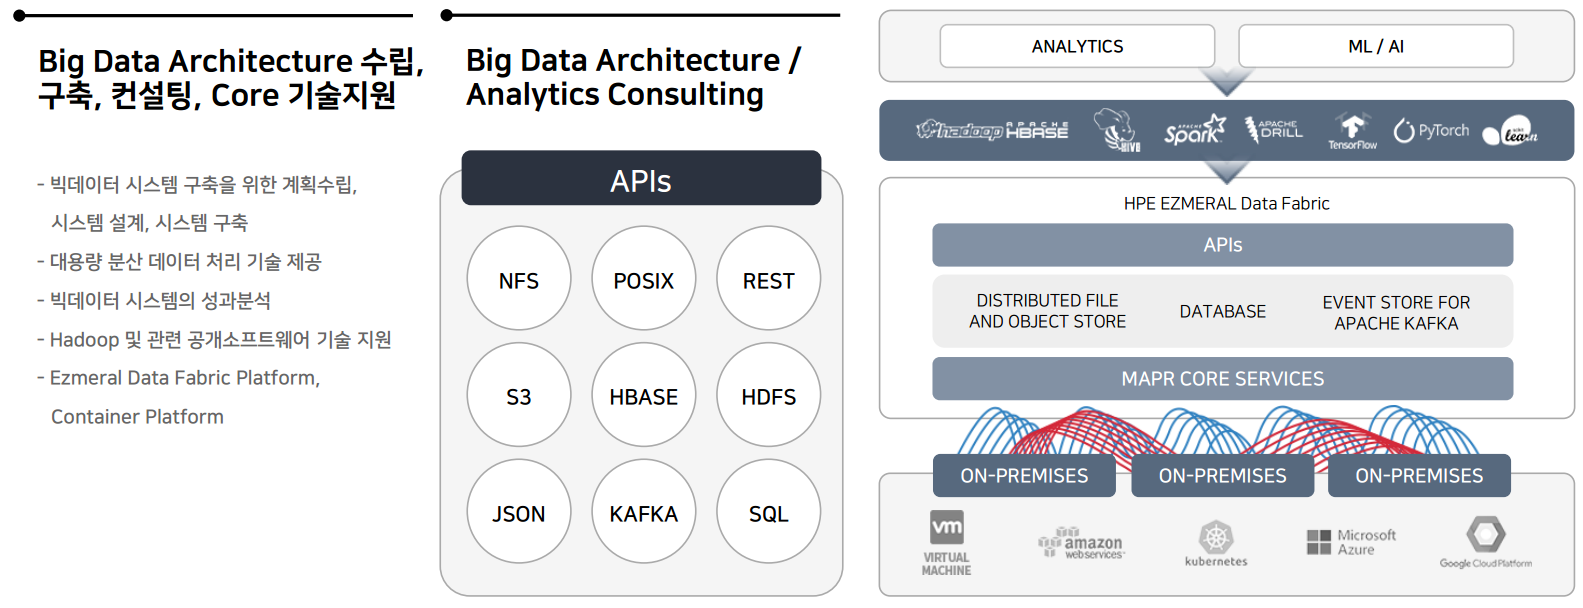 Big Data Architecture 수립,
구축, 컨설팅, Core 기술지원
- 빅데이터 시스템 구축을 위한 계획수립,
시스템 설계, 시스템 구축
- 대용량 분산 데이터 처리 기술 제공
- 빅데이터 시스템의 성과분석
- Hadoop 및 관련 공개소프트웨어 기술 지원
- Ezmeral Data Fabric Platform,
Container Platform
Big Data Architecture /
Analytics Consulting
APIs
NFS POSIX REST
S3 HBASE HDFS
JSON KAFKA SQL
ANALYTICS ML / AI
hadoop APACHE HBASE HIVE APACHE Spark APACHE DRILL TensorFlow PyTorch scikit learn
HPE EZMERAL Data Fabric
APIs
DISTRIBUTED FILE
AND OBJECT STORE
DATABASE
EVENT STORE FOR
APACHE KAFKA
MAPR CORE SERVICES
ON-PREMISES ON-PREMISES ON-PREMISES
vm
VIRTUAL
MACHINE
amazon
webservices
kubernetes
Microsoft
Azure
Google Cloud Platform